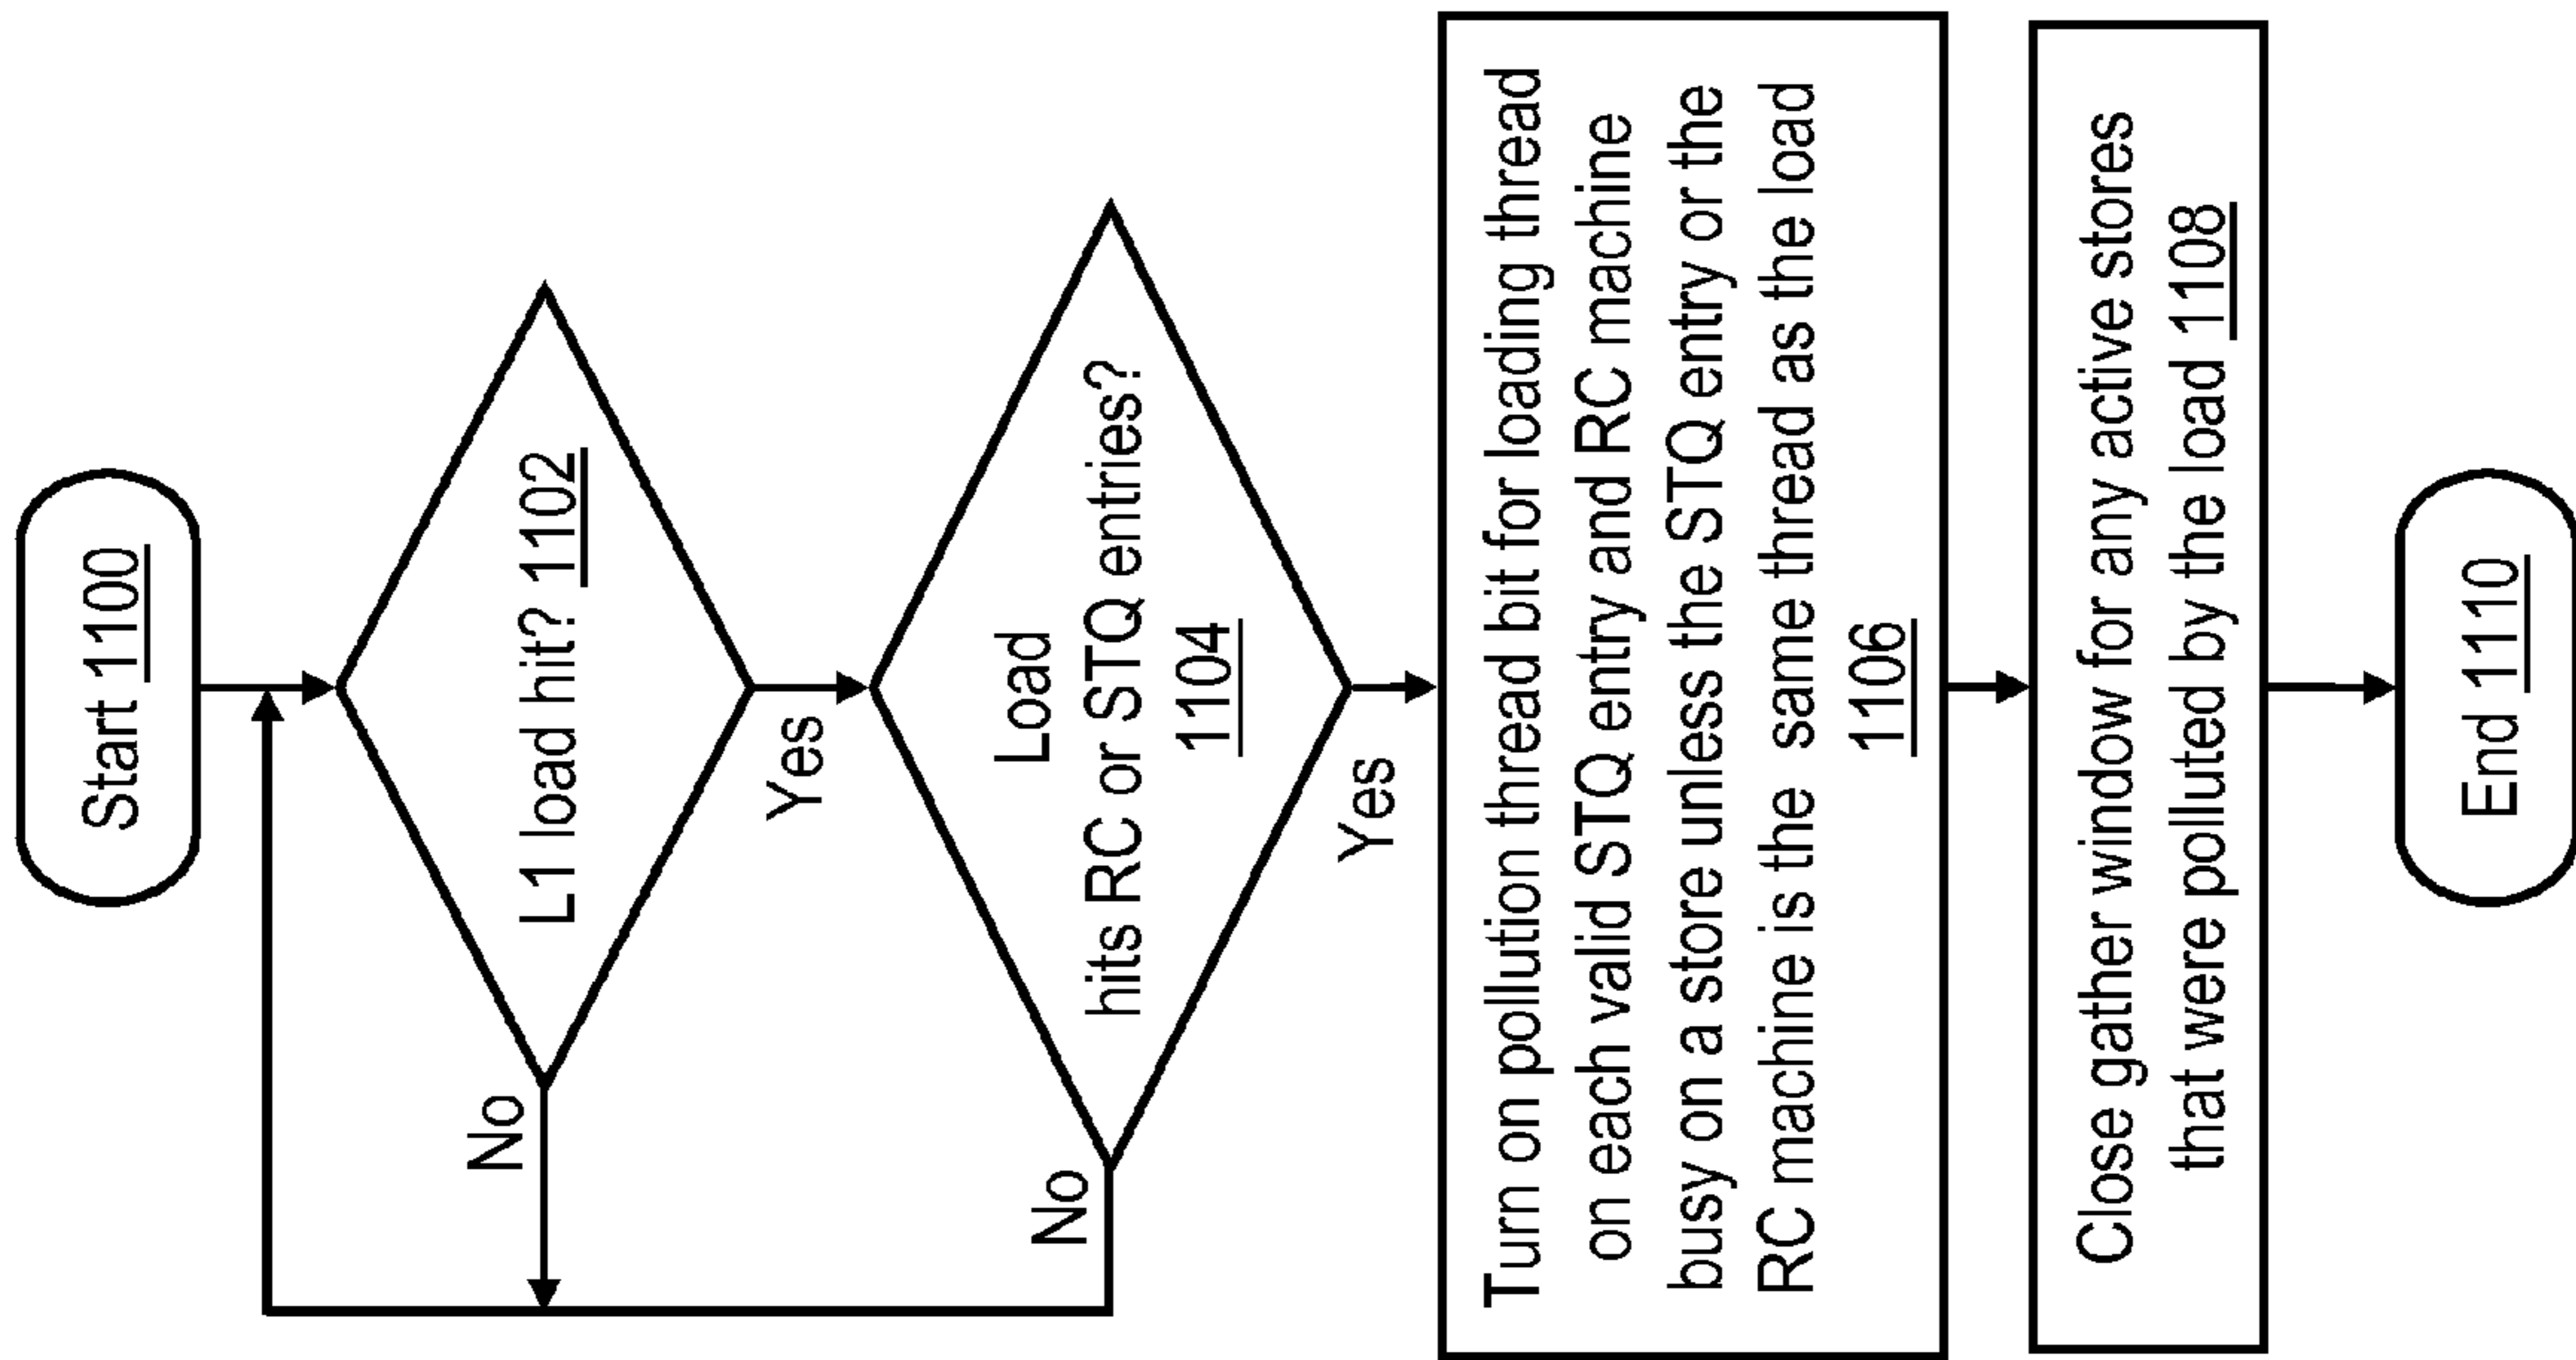 Start 1100
L1 load hit? 1102
Yes
No
Load
hits RC or STQ entries?
1104
Yes
No
Turn on pollution thread bit for loading thread
on each valid STQ entry and RC machine
busy on a store unless the STQ entry or the
RC machine is the same thread as the load
1106
Close gather window for any active stores
that were polluted by the load 1108
End 1110